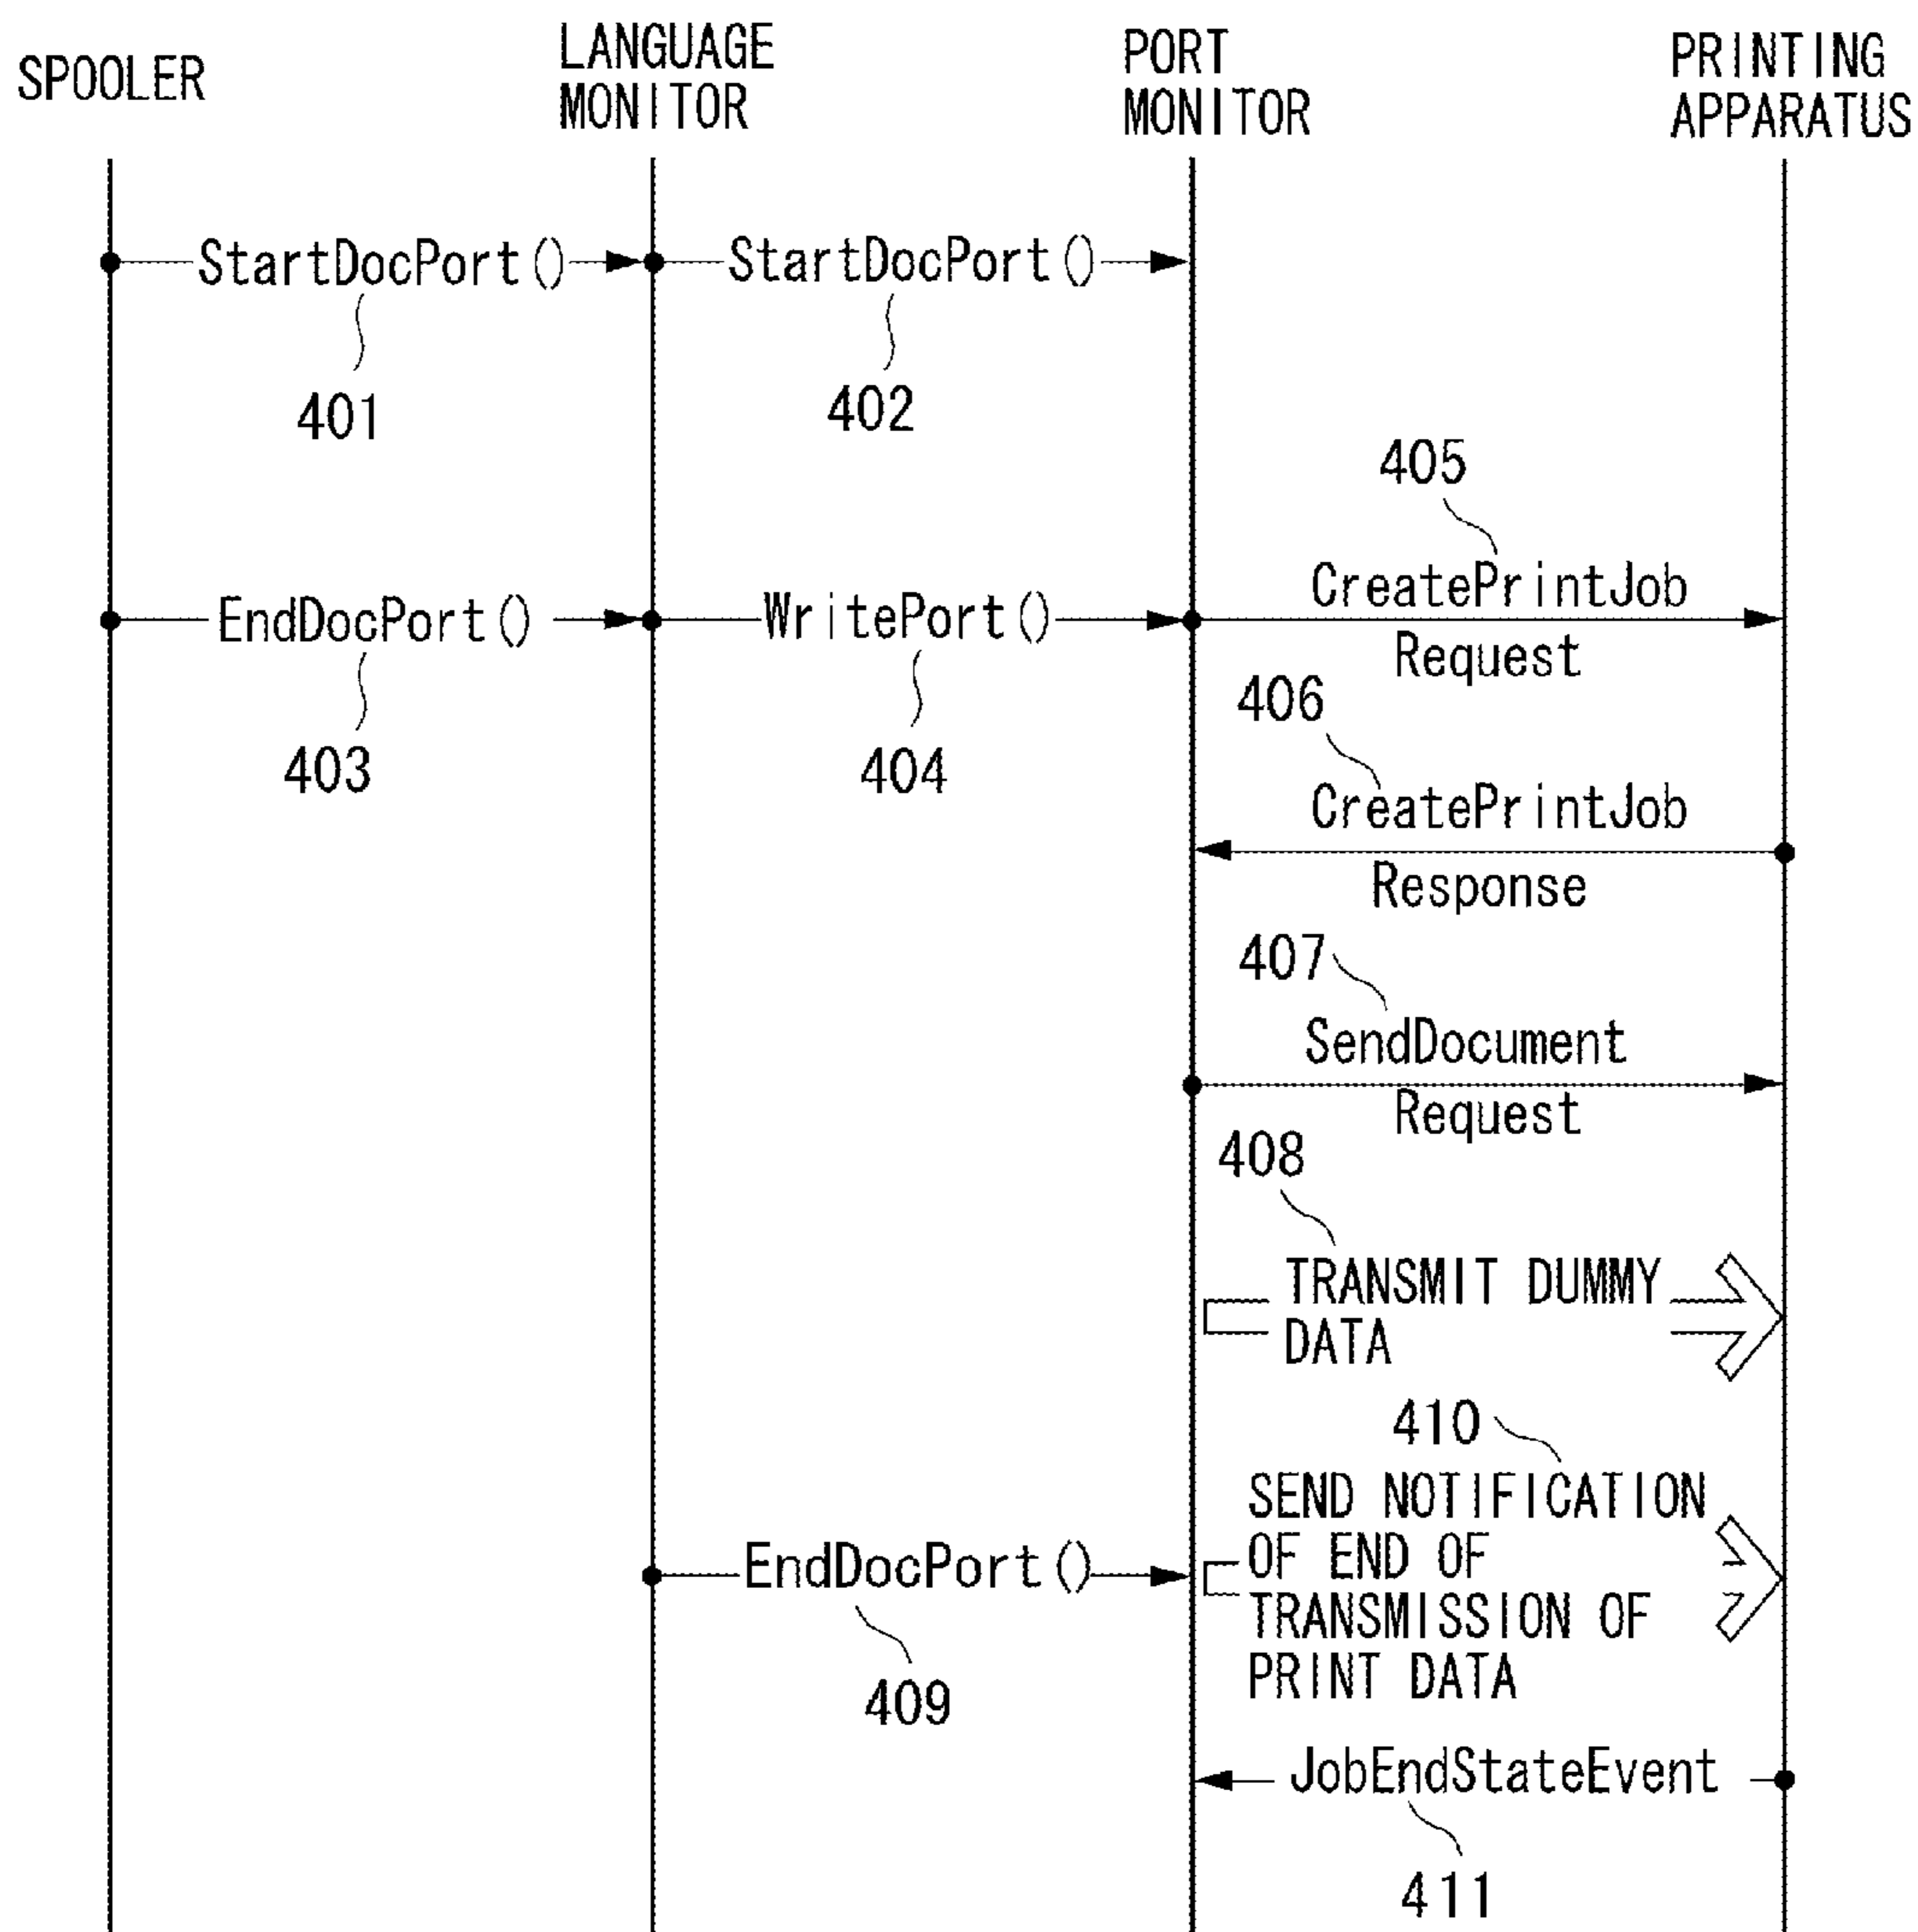 SPOOLER
LANGUAGE
MONITOR
PORT
MONITOR
PRINTING
APPARATUS
StartDocPort()
StartDocPort()
401
402
405
CreatePrintJob
EndDocPort()
WritePort()
Request
406
403
404
CreatePrintJob
Response
407
SendDocument
Request
408
TRANSMIT DUMMY
DATA
410
SEND NOTIFICATION
OF END OF
TRANSMISSION OF
PRINT DATA
EndDocPort()
409
JobEndStateEvent
411